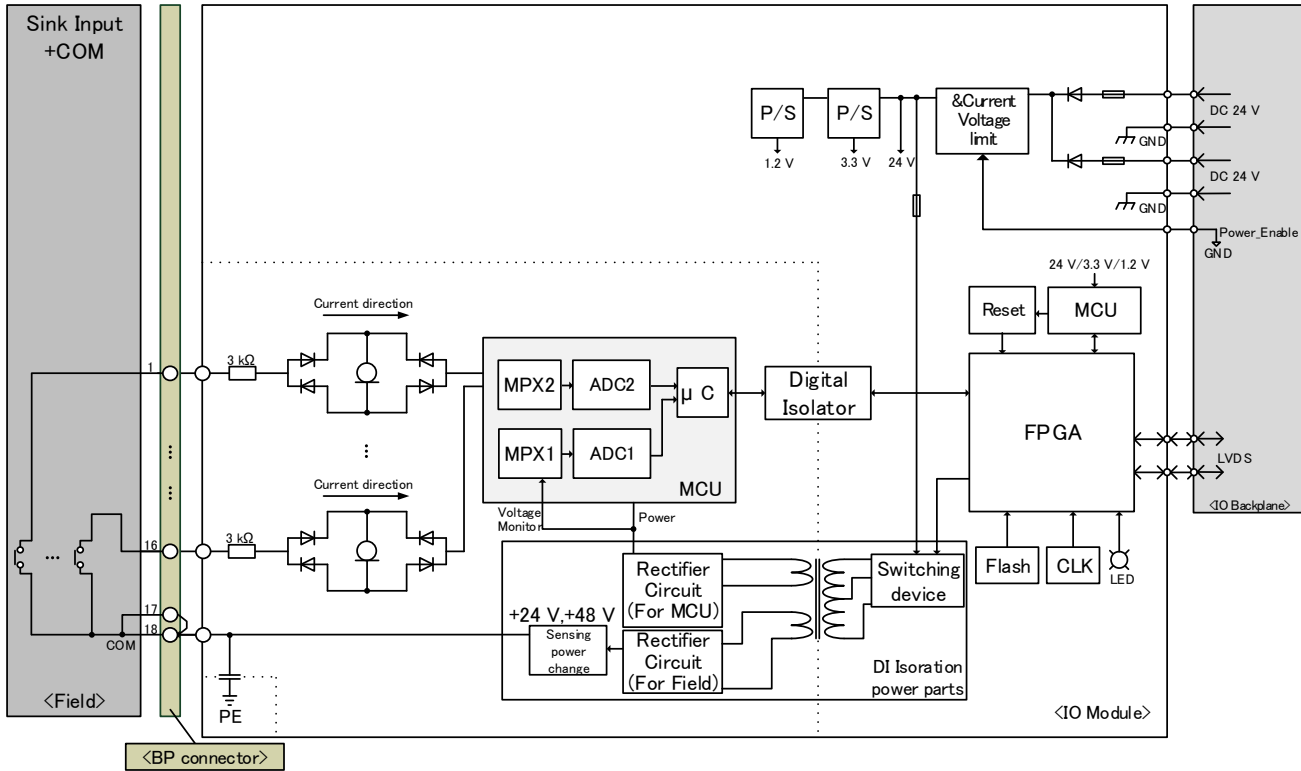 Sink Input
+COM
P/S
P/S
&Current
Voltage
limit
1.2 V
3.3 V
24 V
DC 24 V
GND
DC 24 V
GND
Power_Enable
GND
24 V/3.3 V/1.2 V
Reset
MCU
Current direction
1
3 kΩ
MPX2
ADC2
μ C
Digital
Isolator
FPGA
MPX1
ADC1
MCU
LVDS
<IO Backplane>
⋮
⋮
⋮
Current direction
Voltage
Monitor
Power
16
3 kΩ
...
Flash
CLK
LED
Rectifier
Circuit
(For MCU)
Switching
device
17
18
COM
+24 V,+48 V
Sensing
power
change
Rectifier
Circuit
(For Field)
DI Isoration
power parts
PE
<Field>
<IO Module>
<BP connector>